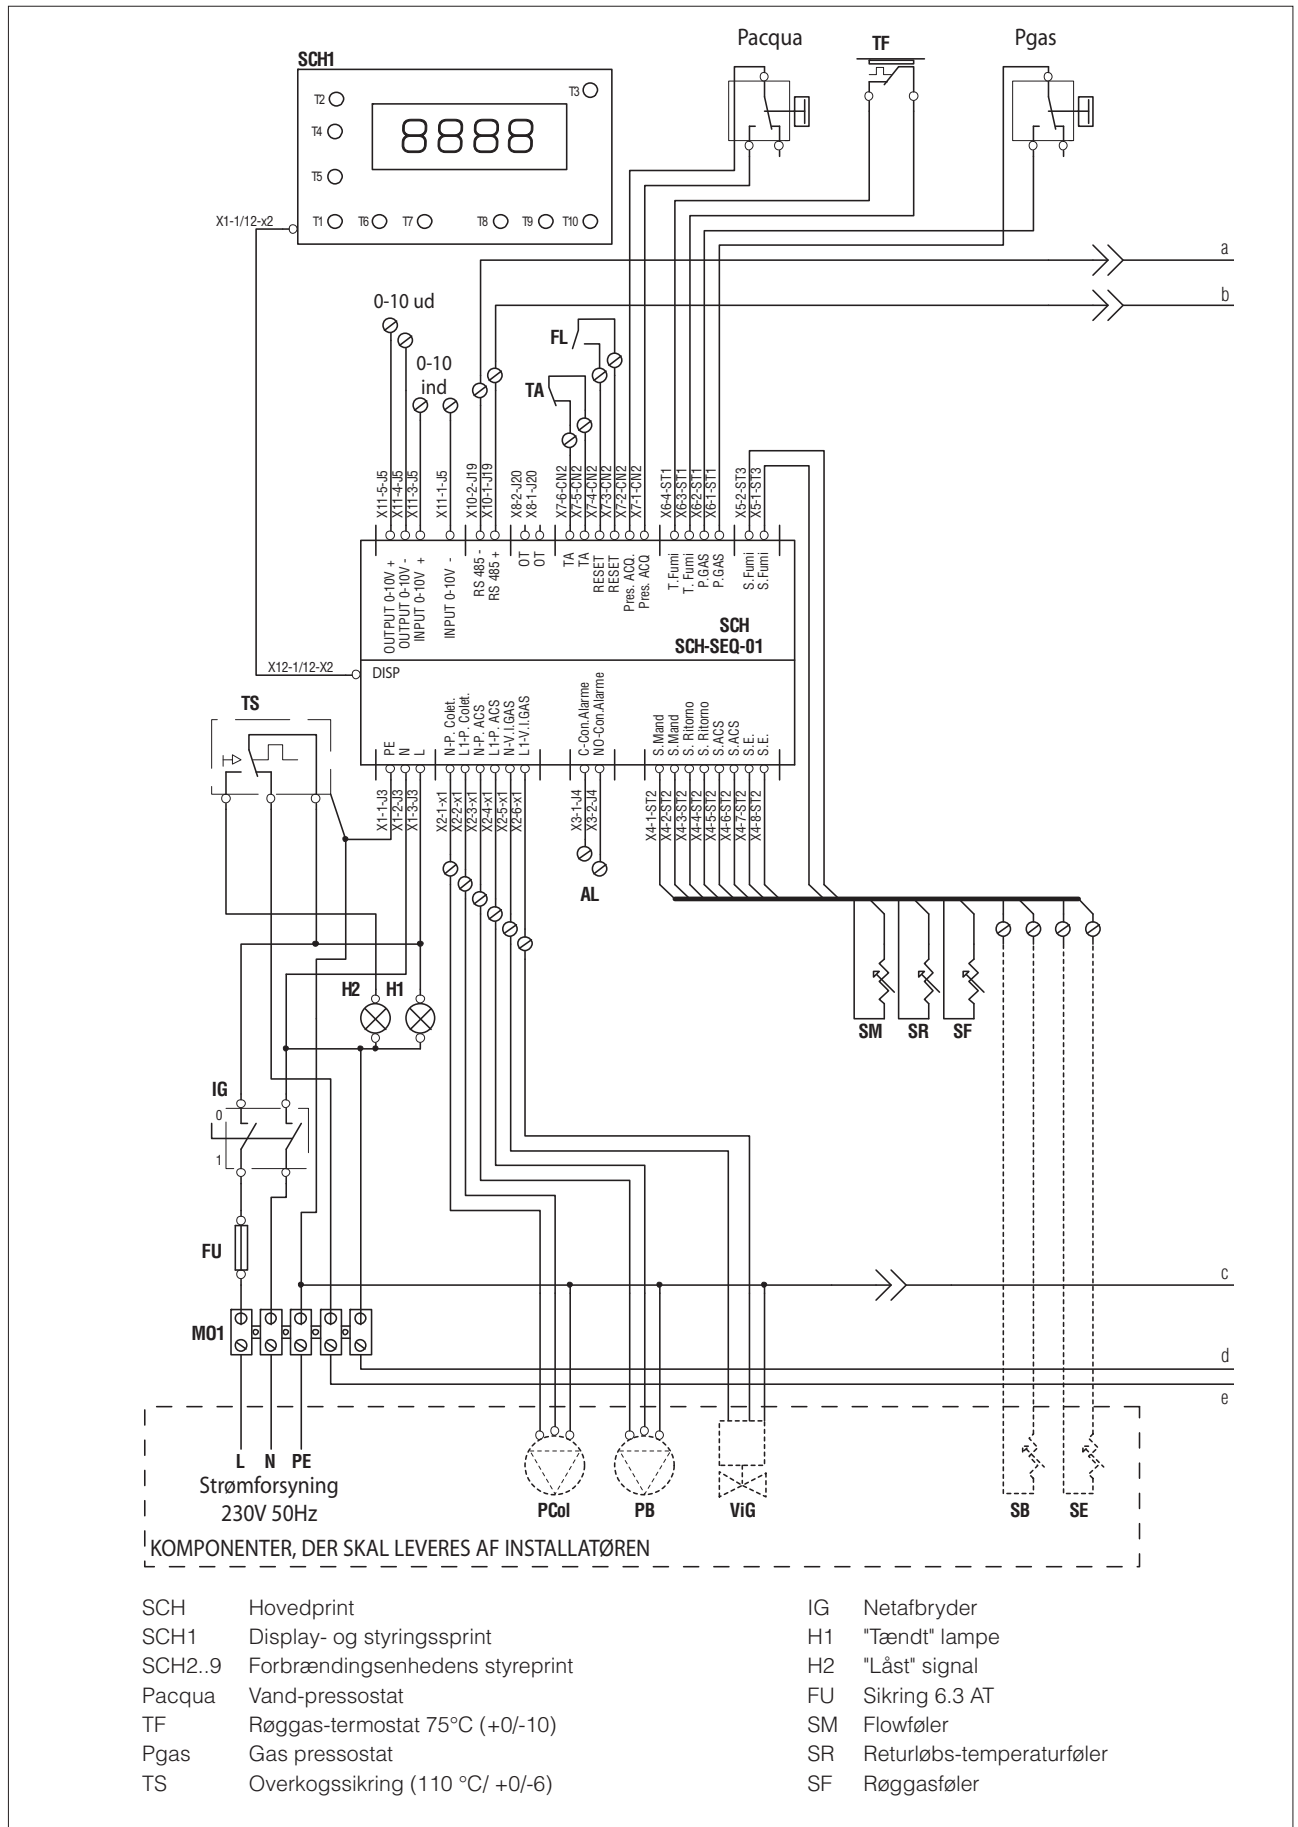 Pacqua
TF
Pgas
SCH1
T2
T3
T4
8888
T5
X1-1/12-x2
T1
T6
T7
T8
T9
T10
a
0-10 ud
b
FL
0-10
ind
TA
X11-5-J5
X11-4-J5
X11-3-J5
X11-1-J5
X10-2-J19
X10-1-J19
X8-2-J20
X8-1-J20
X7-6-CN2
X7-5-CN2
X7-4-CN2
X7-3-CN2
X7-2-CN2
X7-1-CN2
X6-4-ST1
X6-3-ST1
X6-2-ST1
X6-1-ST1
X5-2-ST3
X5-1-ST3
OUTPUT 0-10V +
OUTPUT 0-10V -
INPUT 0-10V +
INPUT 0-10V -
RS 485 -
RS 485 +
OT
OT
TA
TA
RESET
RESET
Pres. ACQ.
Pres. ACQ
T.Fumi
T. Fumi
P.GAS
P.GAS
S.Fumi
S.Fumi
SCH
SCH-SEQ-01
X12-1/12-X2
DISP
TS
PE
N
L
N-P. Colet.
L1-P. Colet.
N-P. ACS
L1-P. ACS
N-V.I.GAS
L1-V.I.GAS
C-Con.Alarme
NO-Con.Alarme
S.Mand
S.Mand
S. Ritorno
S. Ritorno
S.ACS
S.ACS
S.E.
S.E.
X1-1-J3
X1-2-J3
X1-3-J3
X2-1-x1
X2-2-x1
X2-3-x1
X2-4-x1
X2-5-x1
X2-6-x1
X3-1-J4
X3-2-J4
X4-1-ST2
X4-2-ST2
X4-3-ST2
X4-4-ST2
X4-5-ST2
X4-6-ST2
X4-7-ST2
X4-8-ST2
AL
H2
H1
SM
SR
SF
IG
0
1
FU
c
M01
d
e
L
N
PE
Strømforsyning
230V 50Hz
PCol
PB
ViG
SB
SE
KOMPONENTER, DER SKAL LEVERES AF INSTALLATØREN
SCH Hovedprint
SCH1 Display- og styringssprint
SCH2..9 Forbrændingsenhedens styreprint
Pacqua Vand-pressostat
TF Røggas-termostat 75°C (+0/-10)
Pgas Gas pressostat
TS Overkogssikring (110 °C/ +0/-6)
IG Netafbryder
H1 "Tændt" lampe
H2 "Låst" signal
FU Sikring 6.3 AT
SM Flowføler
SR Returløbs-temperaturføler
SF Røggasføler